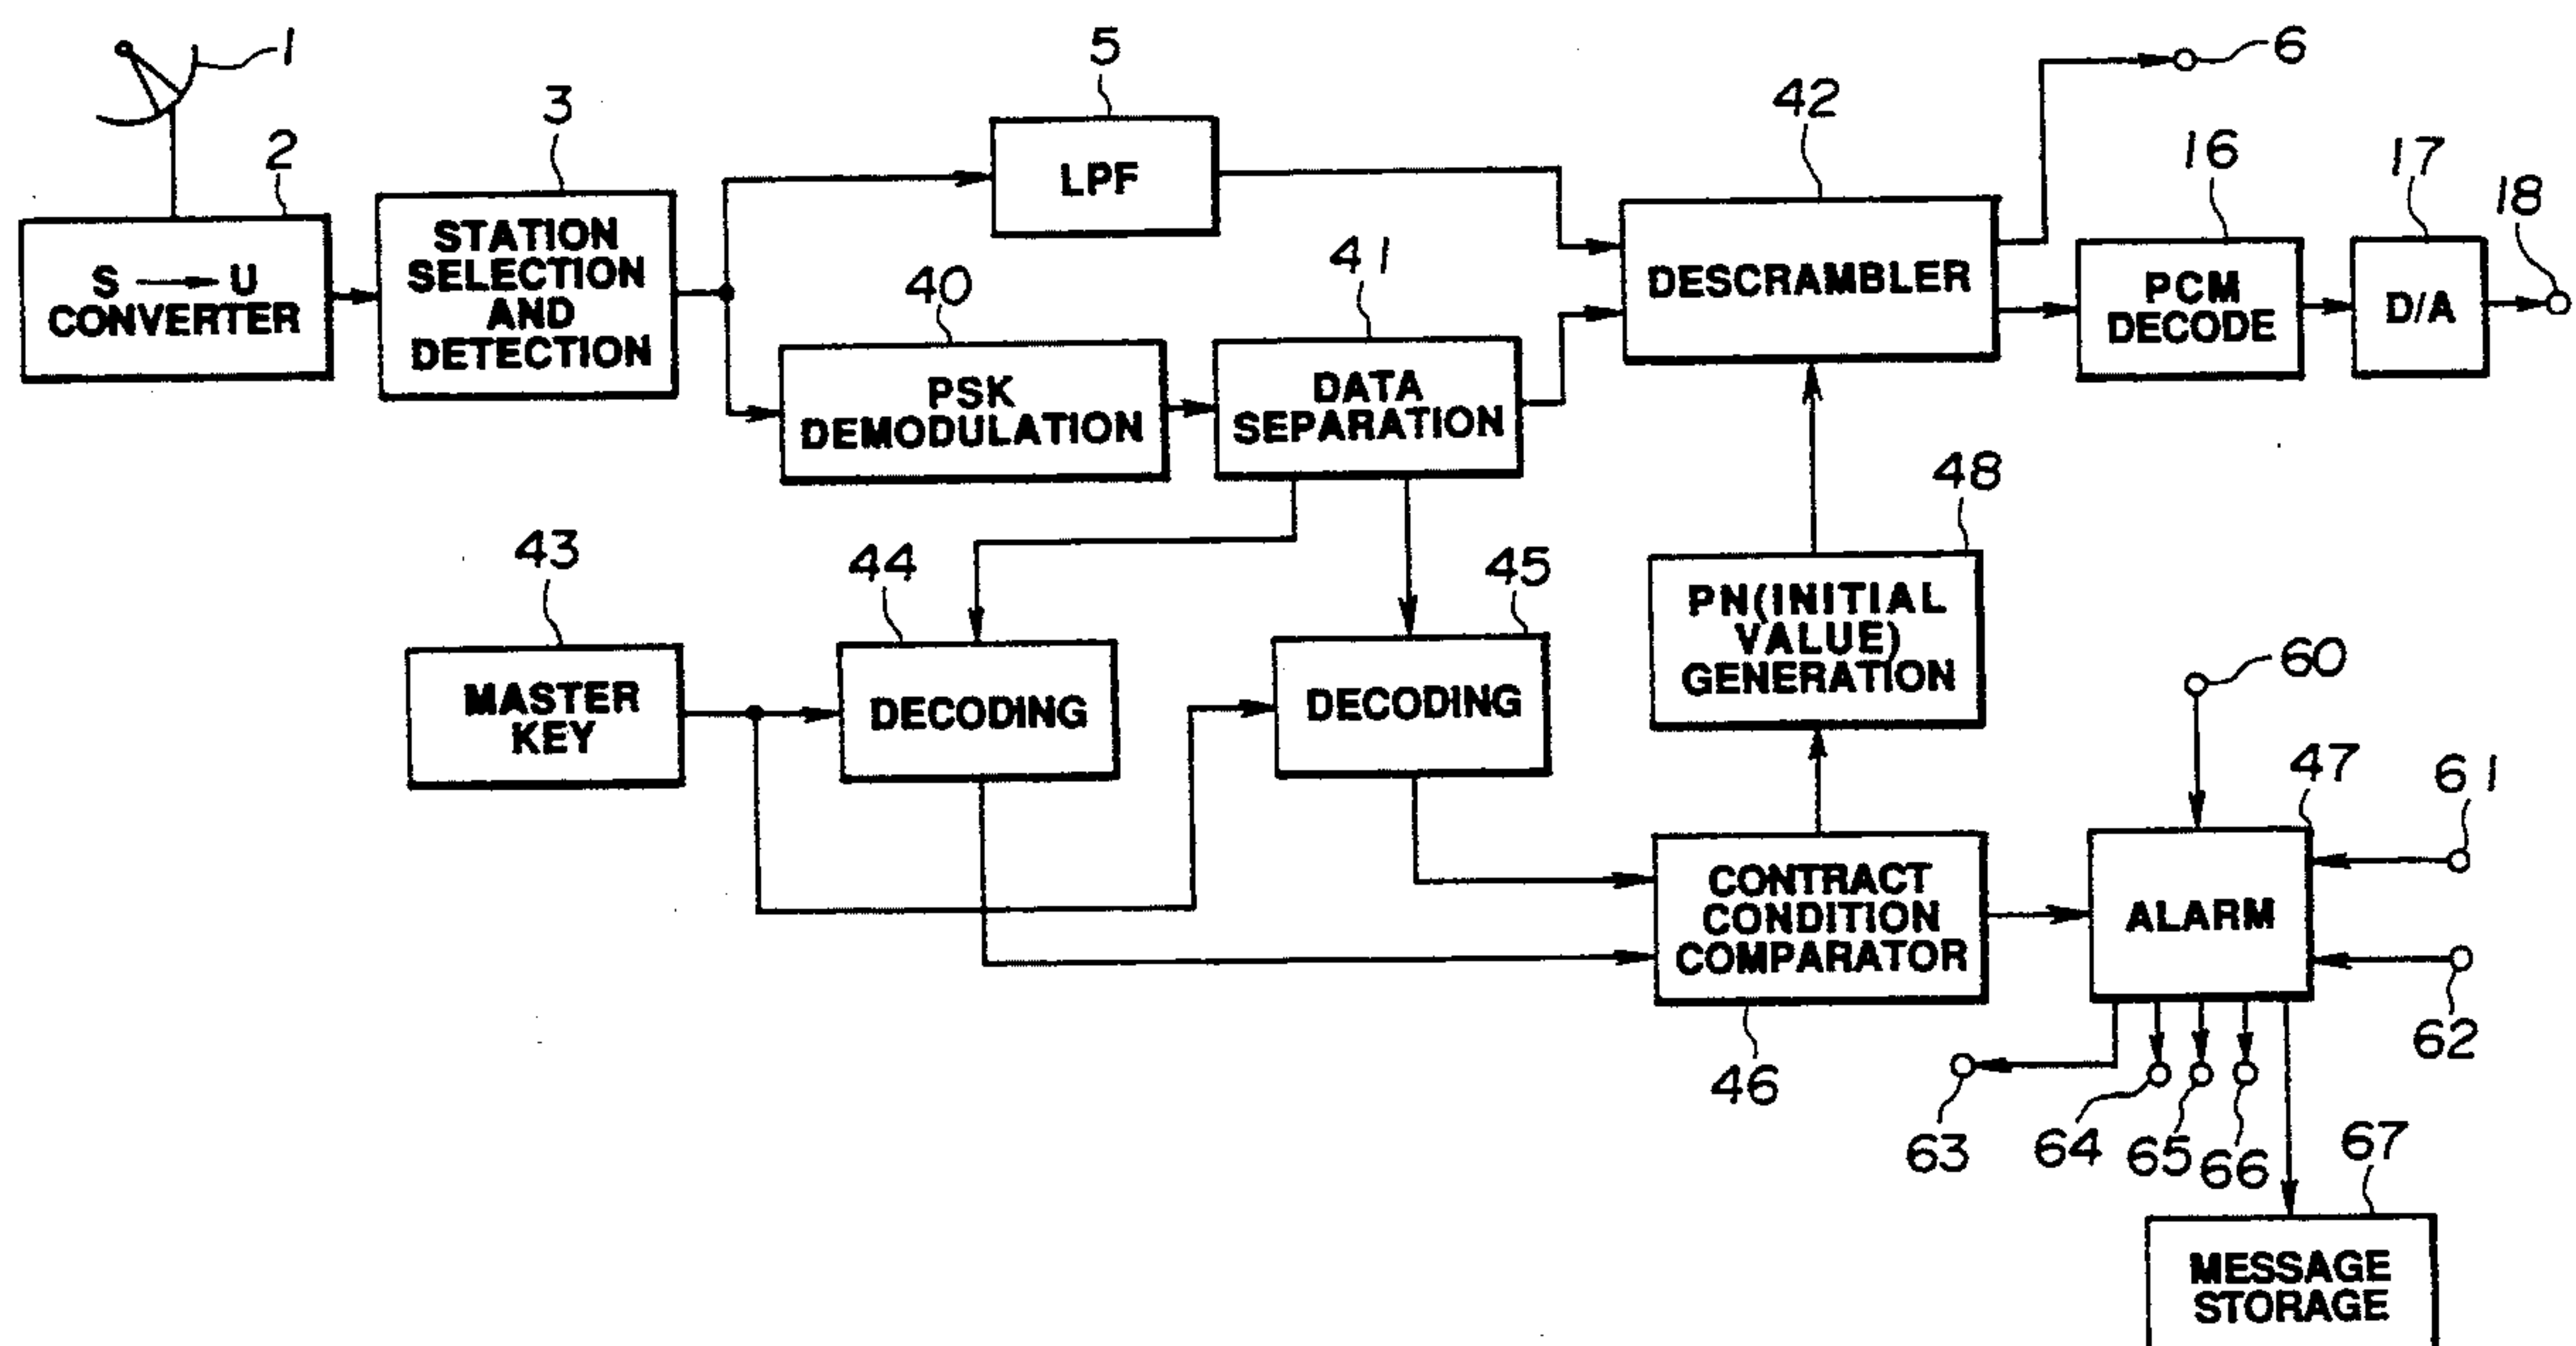 1
2
S → U
CONVERTER
3
STATION
SELECTION
AND
DETECTION
5
LPF
40
PSK
DEMODULATION
41
DATA
SEPARATION
42
DESCRAMBLER
6
16
PCM
DECODE
17
D/A
18
43
MASTER
KEY
44
DECODING
45
DECODING
48
PN(INITIAL
VALUE)
GENERATION
60
47
61
ALARM
62
CONTRACT
CONDITION
COMPARATOR
46
63
64
65
66
67
MESSAGE
STORAGE